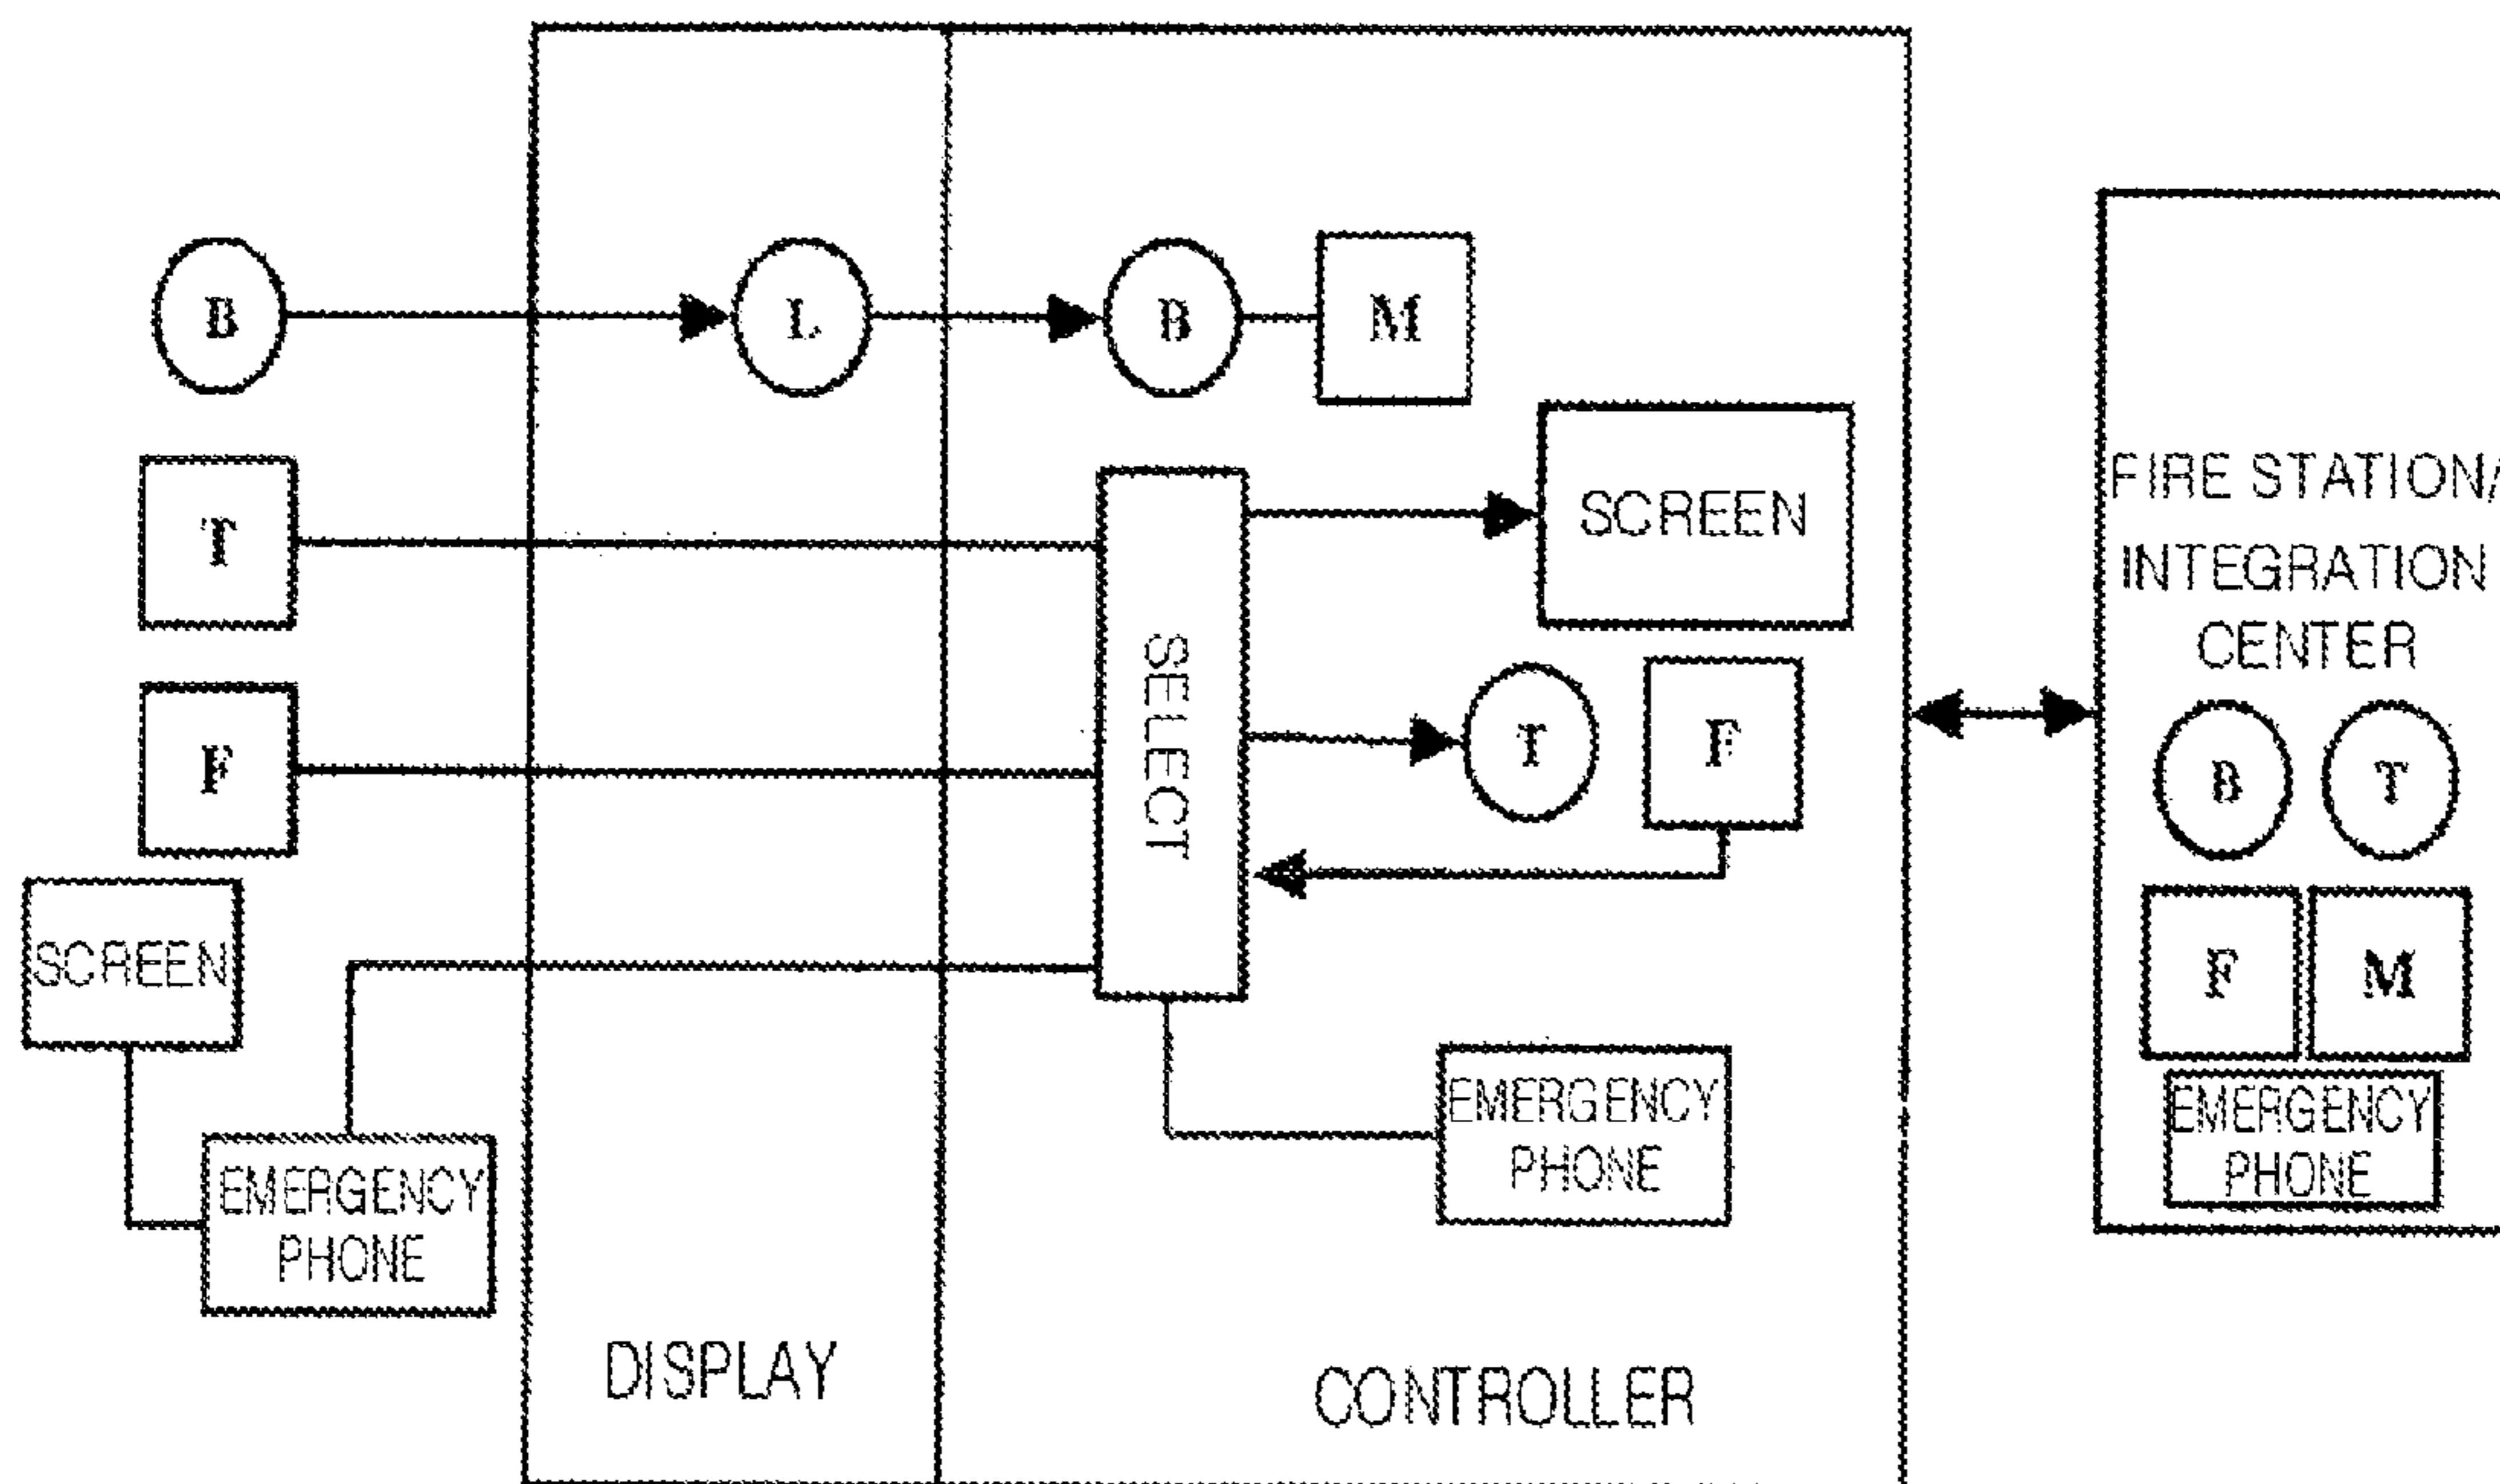 B
L
B
M
T
SCREEN
SELECT
F
T
F
SCREEN
EMERGENCY
PHONE
EMERGENCY
PHONE
DISPLAY
CONTROLLER
FIRE STATION/
INTEGRATION
CENTER
B
T
F
M
EMERGENCY
PHONE